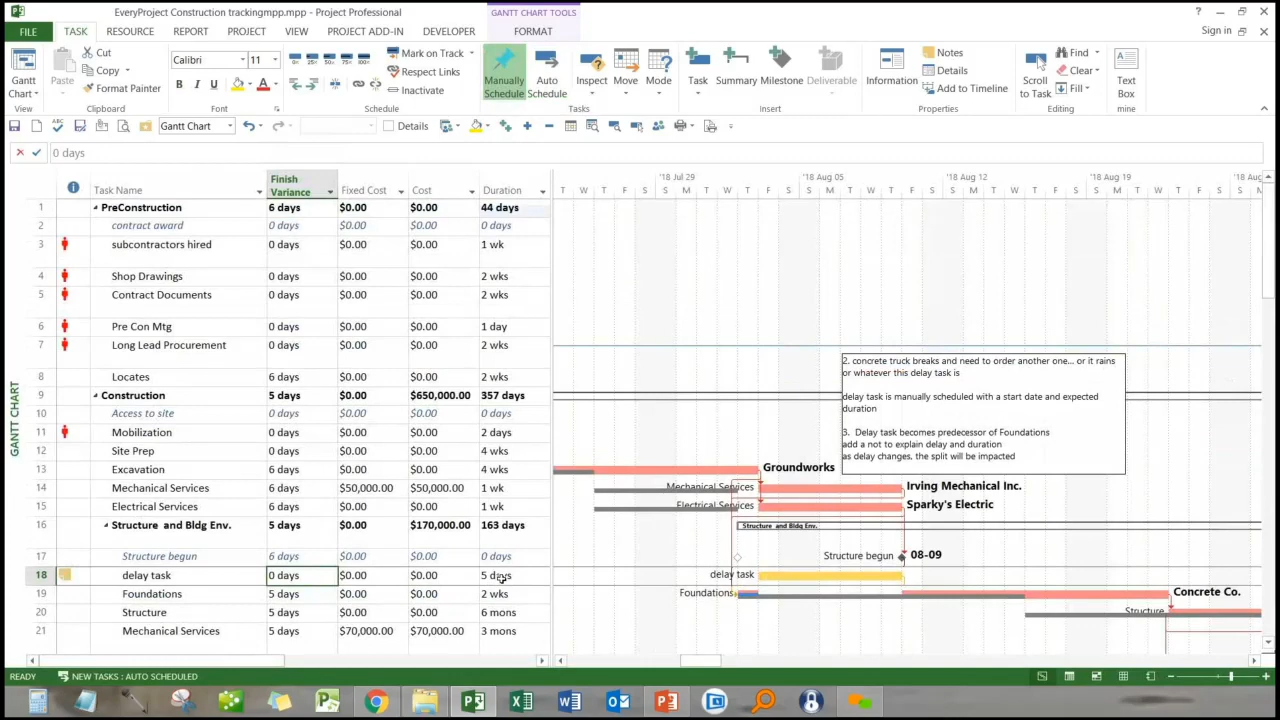 EveryProject Construction trackingmpp.mpp - Project Professional
GANTT CHART TOOLS
?
FILE TASK RESOURCE REPORT PROJECT VIEW PROJECT ADD-IN DEVELOPER FORMAT
Sign in
Gantt Chart
View
Paste
Cut
Copy
Format Painter
Clipboard
Calibri 11
B I U A
Font
Mark on Track
Respect Links
Inactivate
Schedule
Manually Schedule
Auto Schedule
Inspect Move Mode
Tasks
Task Summary Milestone Deliverable
Insert
Information
Notes
Details
Add to Timeline
Properties
Scroll to Task
Find
Clear
Fill
Editing
Text Box
mine
Gantt Chart
Details
0 days
Task Name Finish Variance Fixed Cost Cost Duration
'18 Jul 29 '18 Aug 05 '18 Aug 12 '18 Aug 19 '18 Aug
T W T F S S M T W T F S S M T W T F S S M T W T F S S M T W T F S S
1 PreConstruction 6 days $0.00 $0.00 44 days
2 contract award 0 days $0.00 $0.00 0 days
3 subcontractors hired 0 days $0.00 $0.00 1 wk
4 Shop Drawings 0 days $0.00 $0.00 2 wks
5 Contract Documents 0 days $0.00 $0.00 2 wks
6 Pre Con Mtg 0 days $0.00 $0.00 1 day
7 Long Lead Procurement 0 days $0.00 $0.00 2 wks
8 Locates 6 days $0.00 $0.00 2 wks
9 Construction 5 days $0.00 $650,000.00 357 days
10 Access to site 0 days $0.00 $0.00 0 days
11 Mobilization 0 days $0.00 $0.00 2 days
12 Site Prep 0 days $0.00 $0.00 4 wks
13 Excavation 6 days $0.00 $0.00 4 wks
14 Mechanical Services 6 days $50,000.00 $50,000.00 1 wk
15 Electrical Services 6 days $0.00 $0.00 1 wk
16 Structure and Bldg Env. 5 days $0.00 $170,000.00 163 days
17 Structure begun 6 days $0.00 $0.00 0 days
18 delay task 0 days $0.00 $0.00 5 days
19 Foundations 5 days $0.00 $0.00 2 wks
20 Structure 5 days $0.00 $0.00 6 mons
21 Mechanical Services 5 days $70,000.00 $70,000.00 3 mons
GANTT CHART
2. concrete truck breaks and need to order another one... or it rains
or whatever this delay task is
delay task is manually scheduled with a start date and expected
duration
3. Delay task becomes predecessor of Foundations
add a not to explain delay and duration
as delay changes, the split will be impacted
Groundworks
Mechanical Services Irving Mechanical Inc.
Electrical Services Sparky's Electric
Structure and Bldg Env.
Structure begun 08-09
delay task
Foundations Concrete Co.
Structure
READY NEW TASKS : AUTO SCHEDULED